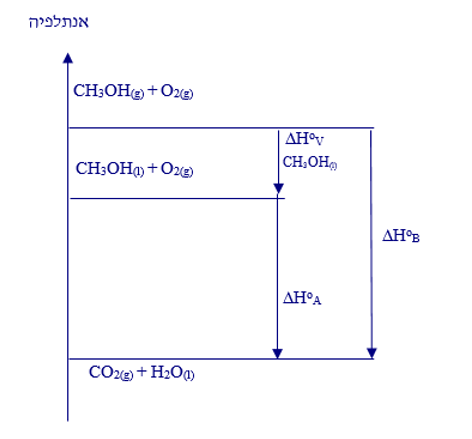 אנתלפיה
CH₃OH(g) + O₂(g)
ΔH°V
CH₃OH(l) + O₂(g)
CH₃OH(l)
ΔH°B
ΔH°A
CO₂(g) + H₂O(l)